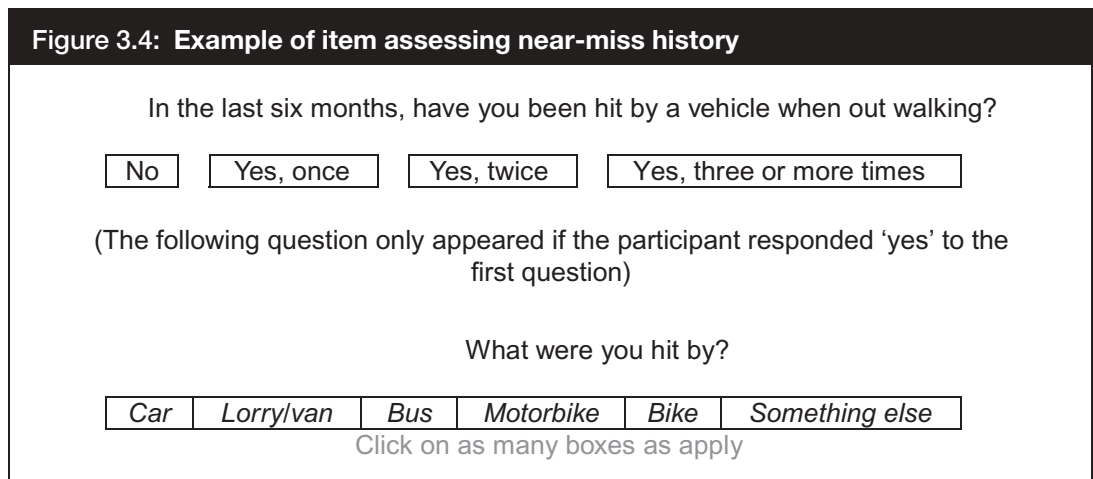 Figure 3.4: Example of item assessing near-miss history
In the last six months, have you been hit by a vehicle when out walking?
No Yes, once Yes, twice Yes, three or more times
(The following question only appeared if the participant responded ‘yes’ to the
first question)
What were you hit by?
Car Lorry/van Bus Motorbike Bike Something else
Click on as many boxes as apply